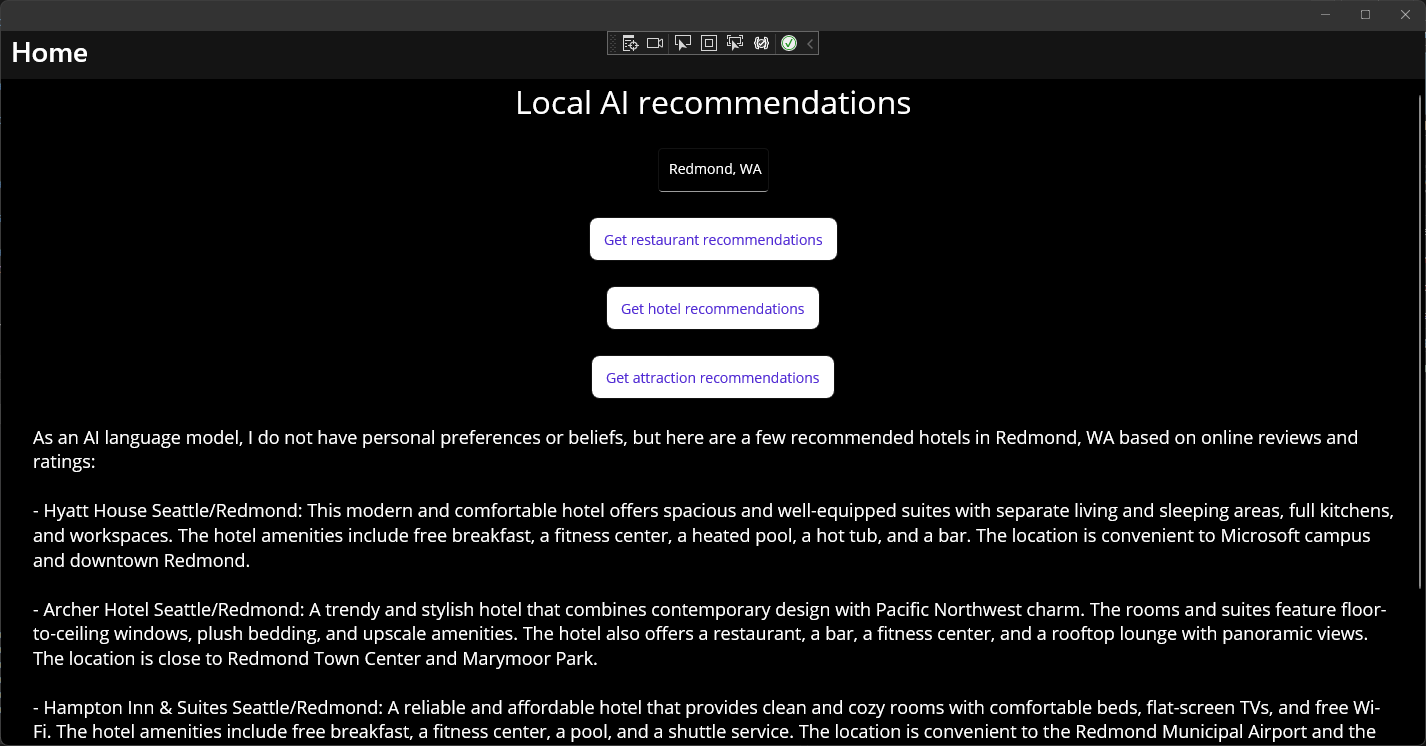 Home
Local AI recommendations
Redmond, WA
Get restaurant recommendations
Get hotel recommendations
Get attraction recommendations
As an AI language model, I do not have personal preferences or beliefs, but here are a few recommended hotels in Redmond, WA based on online reviews and
ratings:
- Hyatt House Seattle/Redmond: This modern and comfortable hotel offers spacious and well-equipped suites with separate living and sleeping areas, full kitchens,
and workspaces. The hotel amenities include free breakfast, a fitness center, a heated pool, a hot tub, and a bar. The location is convenient to Microsoft campus
and downtown Redmond.
- Archer Hotel Seattle/Redmond: A trendy and stylish hotel that combines contemporary design with Pacific Northwest charm. The rooms and suites feature floor-
to-ceiling windows, plush bedding, and upscale amenities. The hotel also offers a restaurant, a bar, a fitness center, and a rooftop lounge with panoramic views.
The location is close to Redmond Town Center and Marymoor Park.
- Hampton Inn & Suites Seattle/Redmond: A reliable and affordable hotel that provides clean and cozy rooms with comfortable beds, flat-screen TVs, and free Wi-
Fi. The hotel amenities include free breakfast, a fitness center, a pool, and a shuttle service. The location is convenient to the Redmond Municipal Airport and the